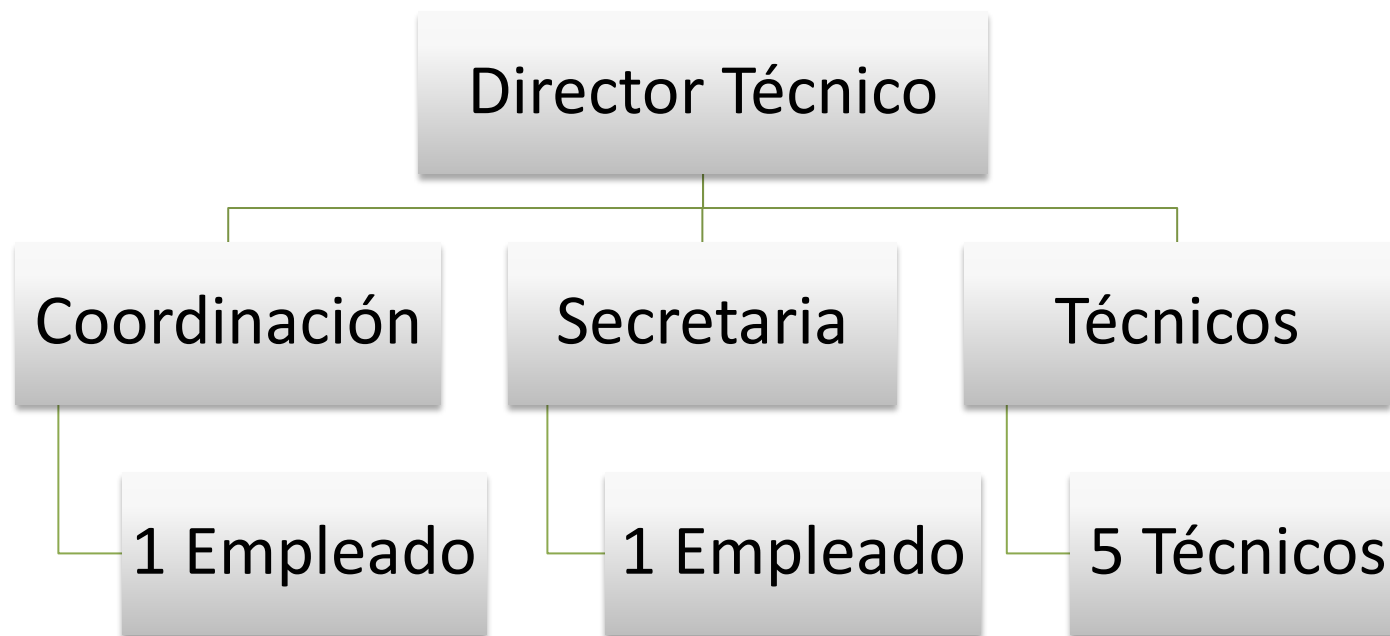 Director Técnico
Coordinación
Secretaria
Técnicos
1 Empleado
1 Empleado
5 Técnicos